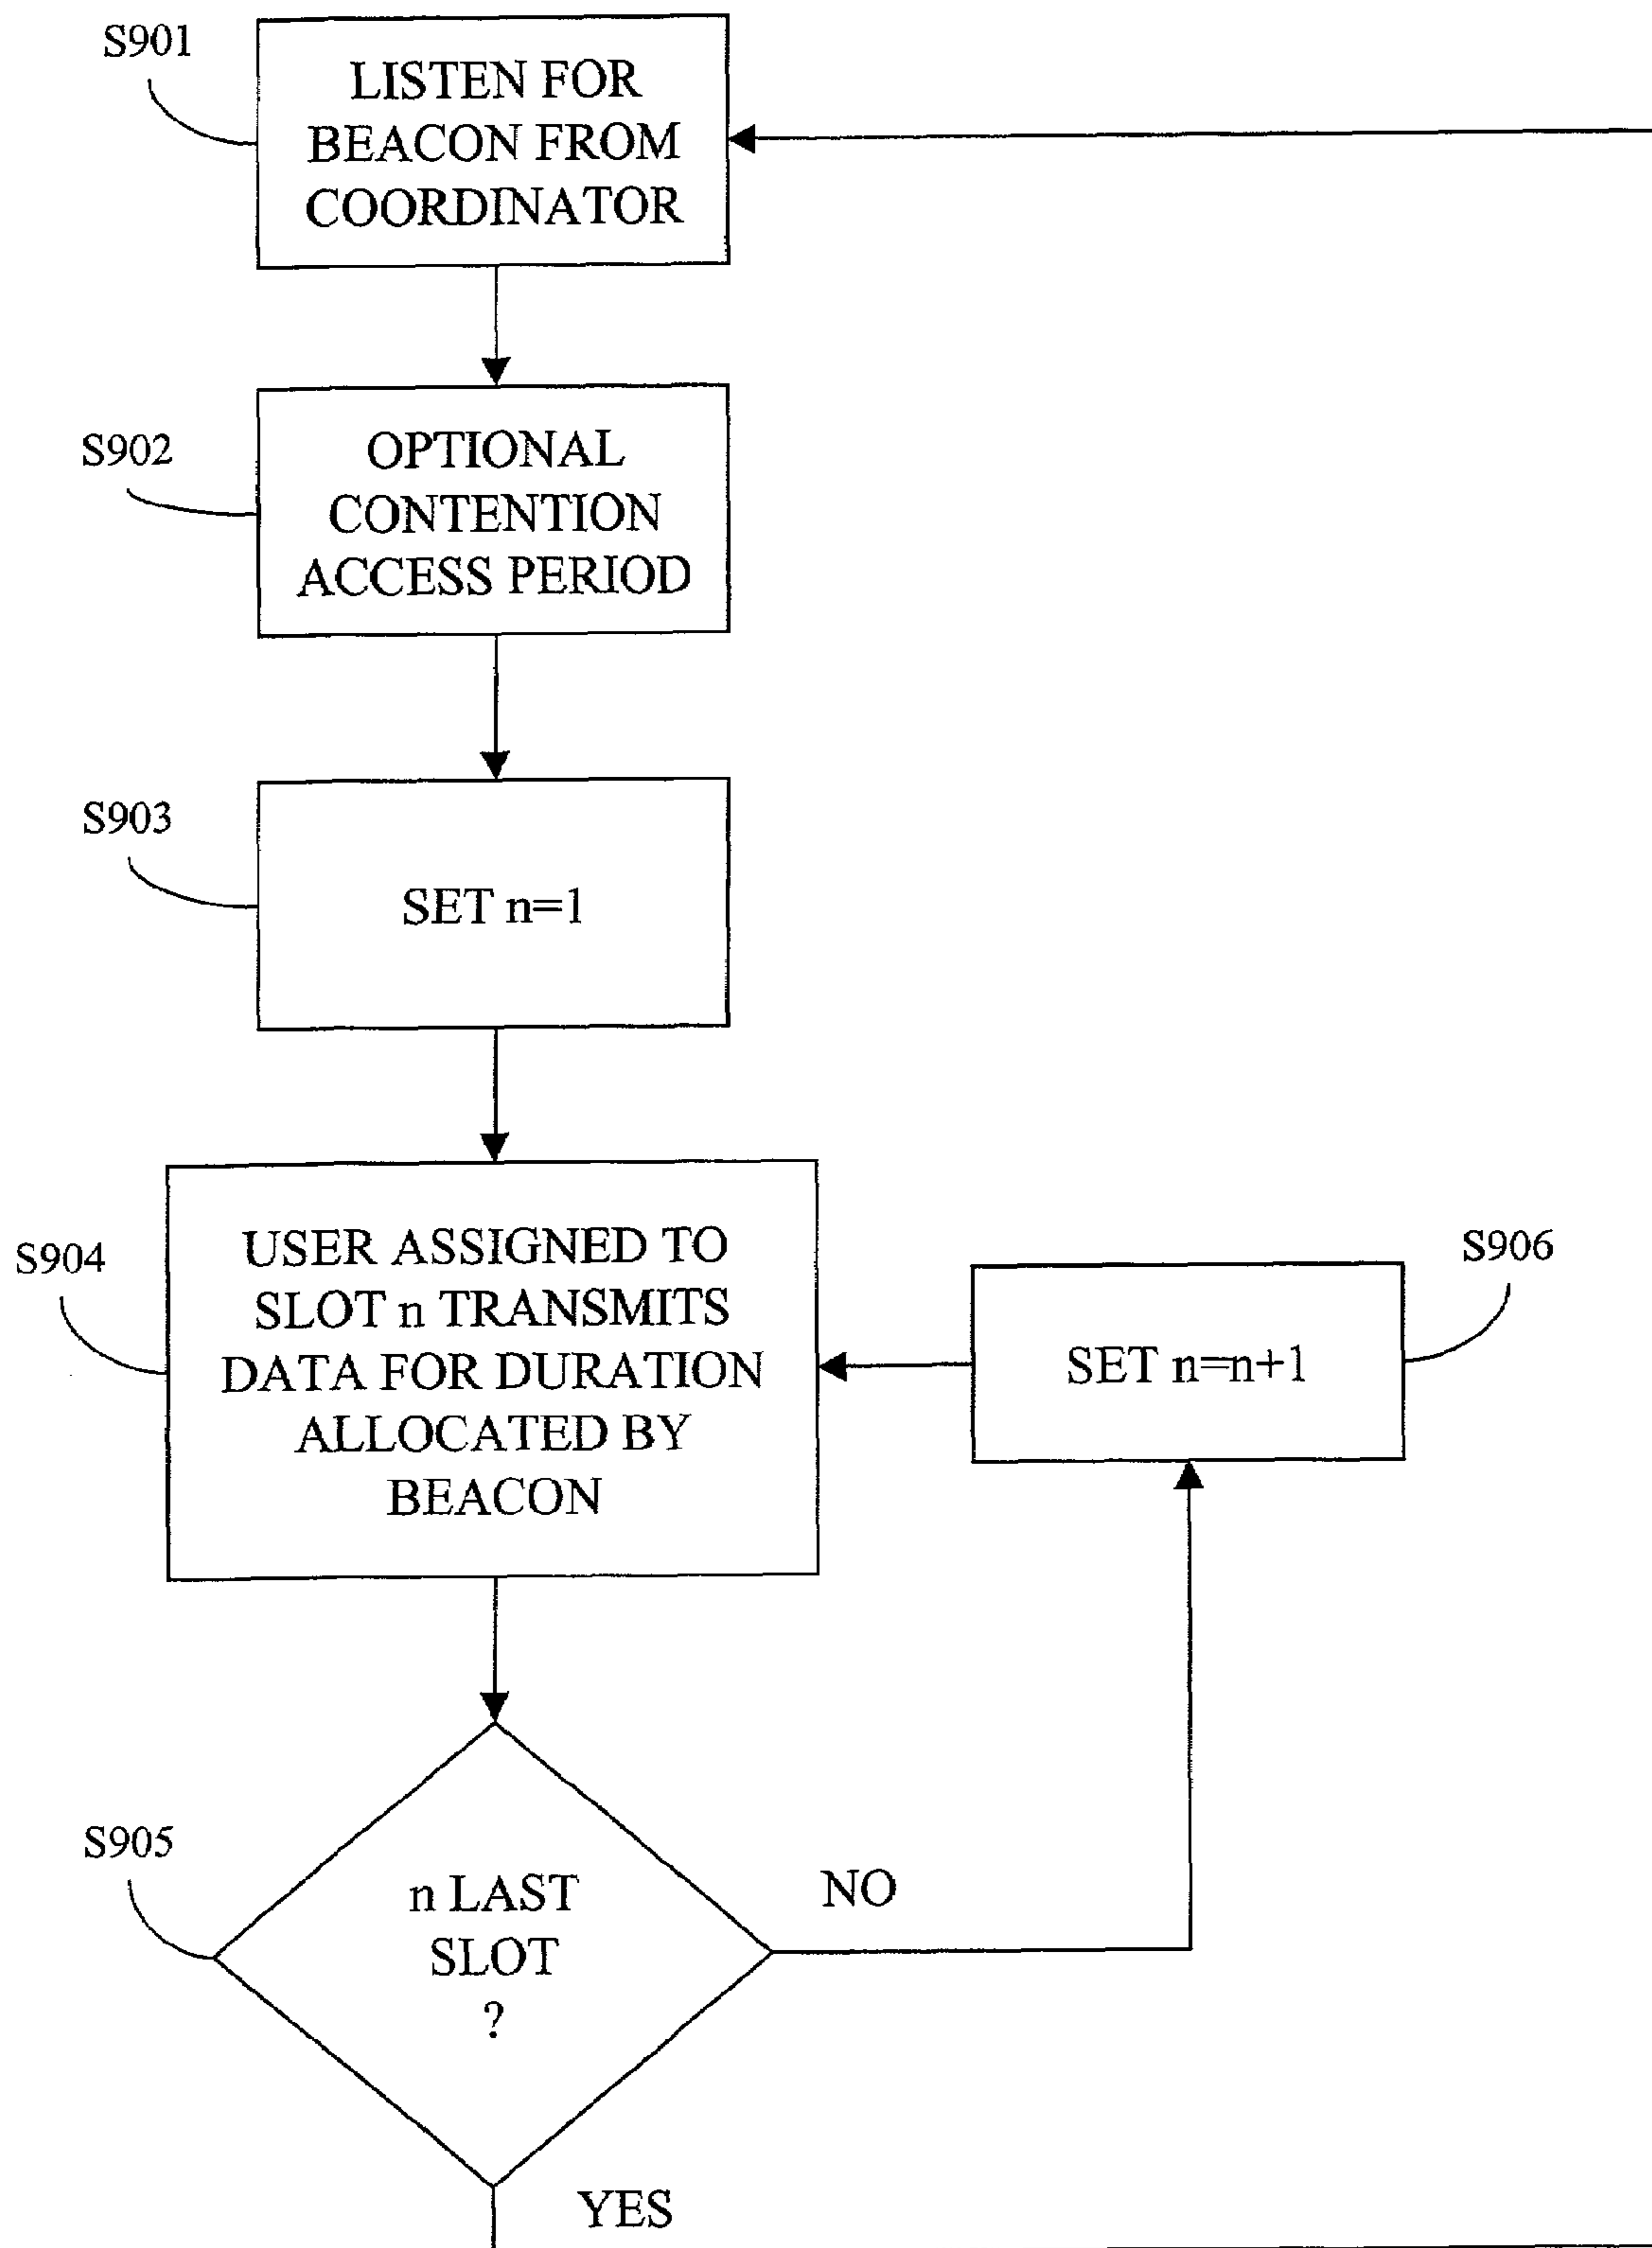 S901
LISTEN FOR
BEACON FROM
COORDINATOR
S902
OPTIONAL
CONTENTION
ACCESS PERIOD
S903
SET n=1
S904
USER ASSIGNED TO
SLOT n TRANSMITS
DATA FOR DURATION
ALLOCATED BY
BEACON
S906
SET n=n+1
S905
n LAST
SLOT
?
NO
YES